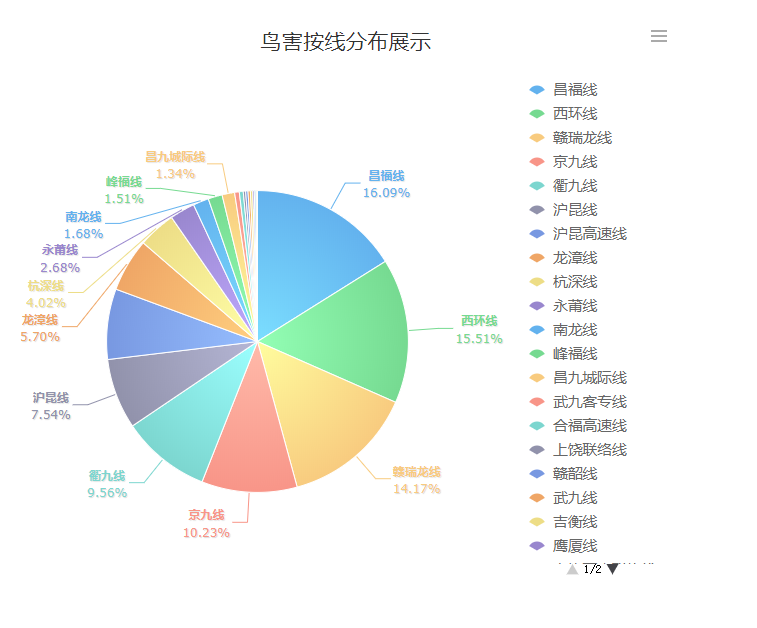 鸟害按线分布展示
昌福线
16.09%
西环线
15.51%
赣瑞龙线
14.17%
京九线
10.23%
衢九线
9.56%
沪昆线
7.54%
龙漳线
5.70%
杭深线
4.02%
永莆线
2.68%
南龙线
1.68%
峰福线
1.51%
昌九城际线
1.34%
昌福线
西环线
赣瑞龙线
京九线
衢九线
沪昆线
沪昆高速线
龙漳线
杭深线
永莆线
南龙线
峰福线
昌九城际线
武九客专线
合福高速线
上饶联络线
赣韶线
武九线
吉衡线
鹰厦线
1/2